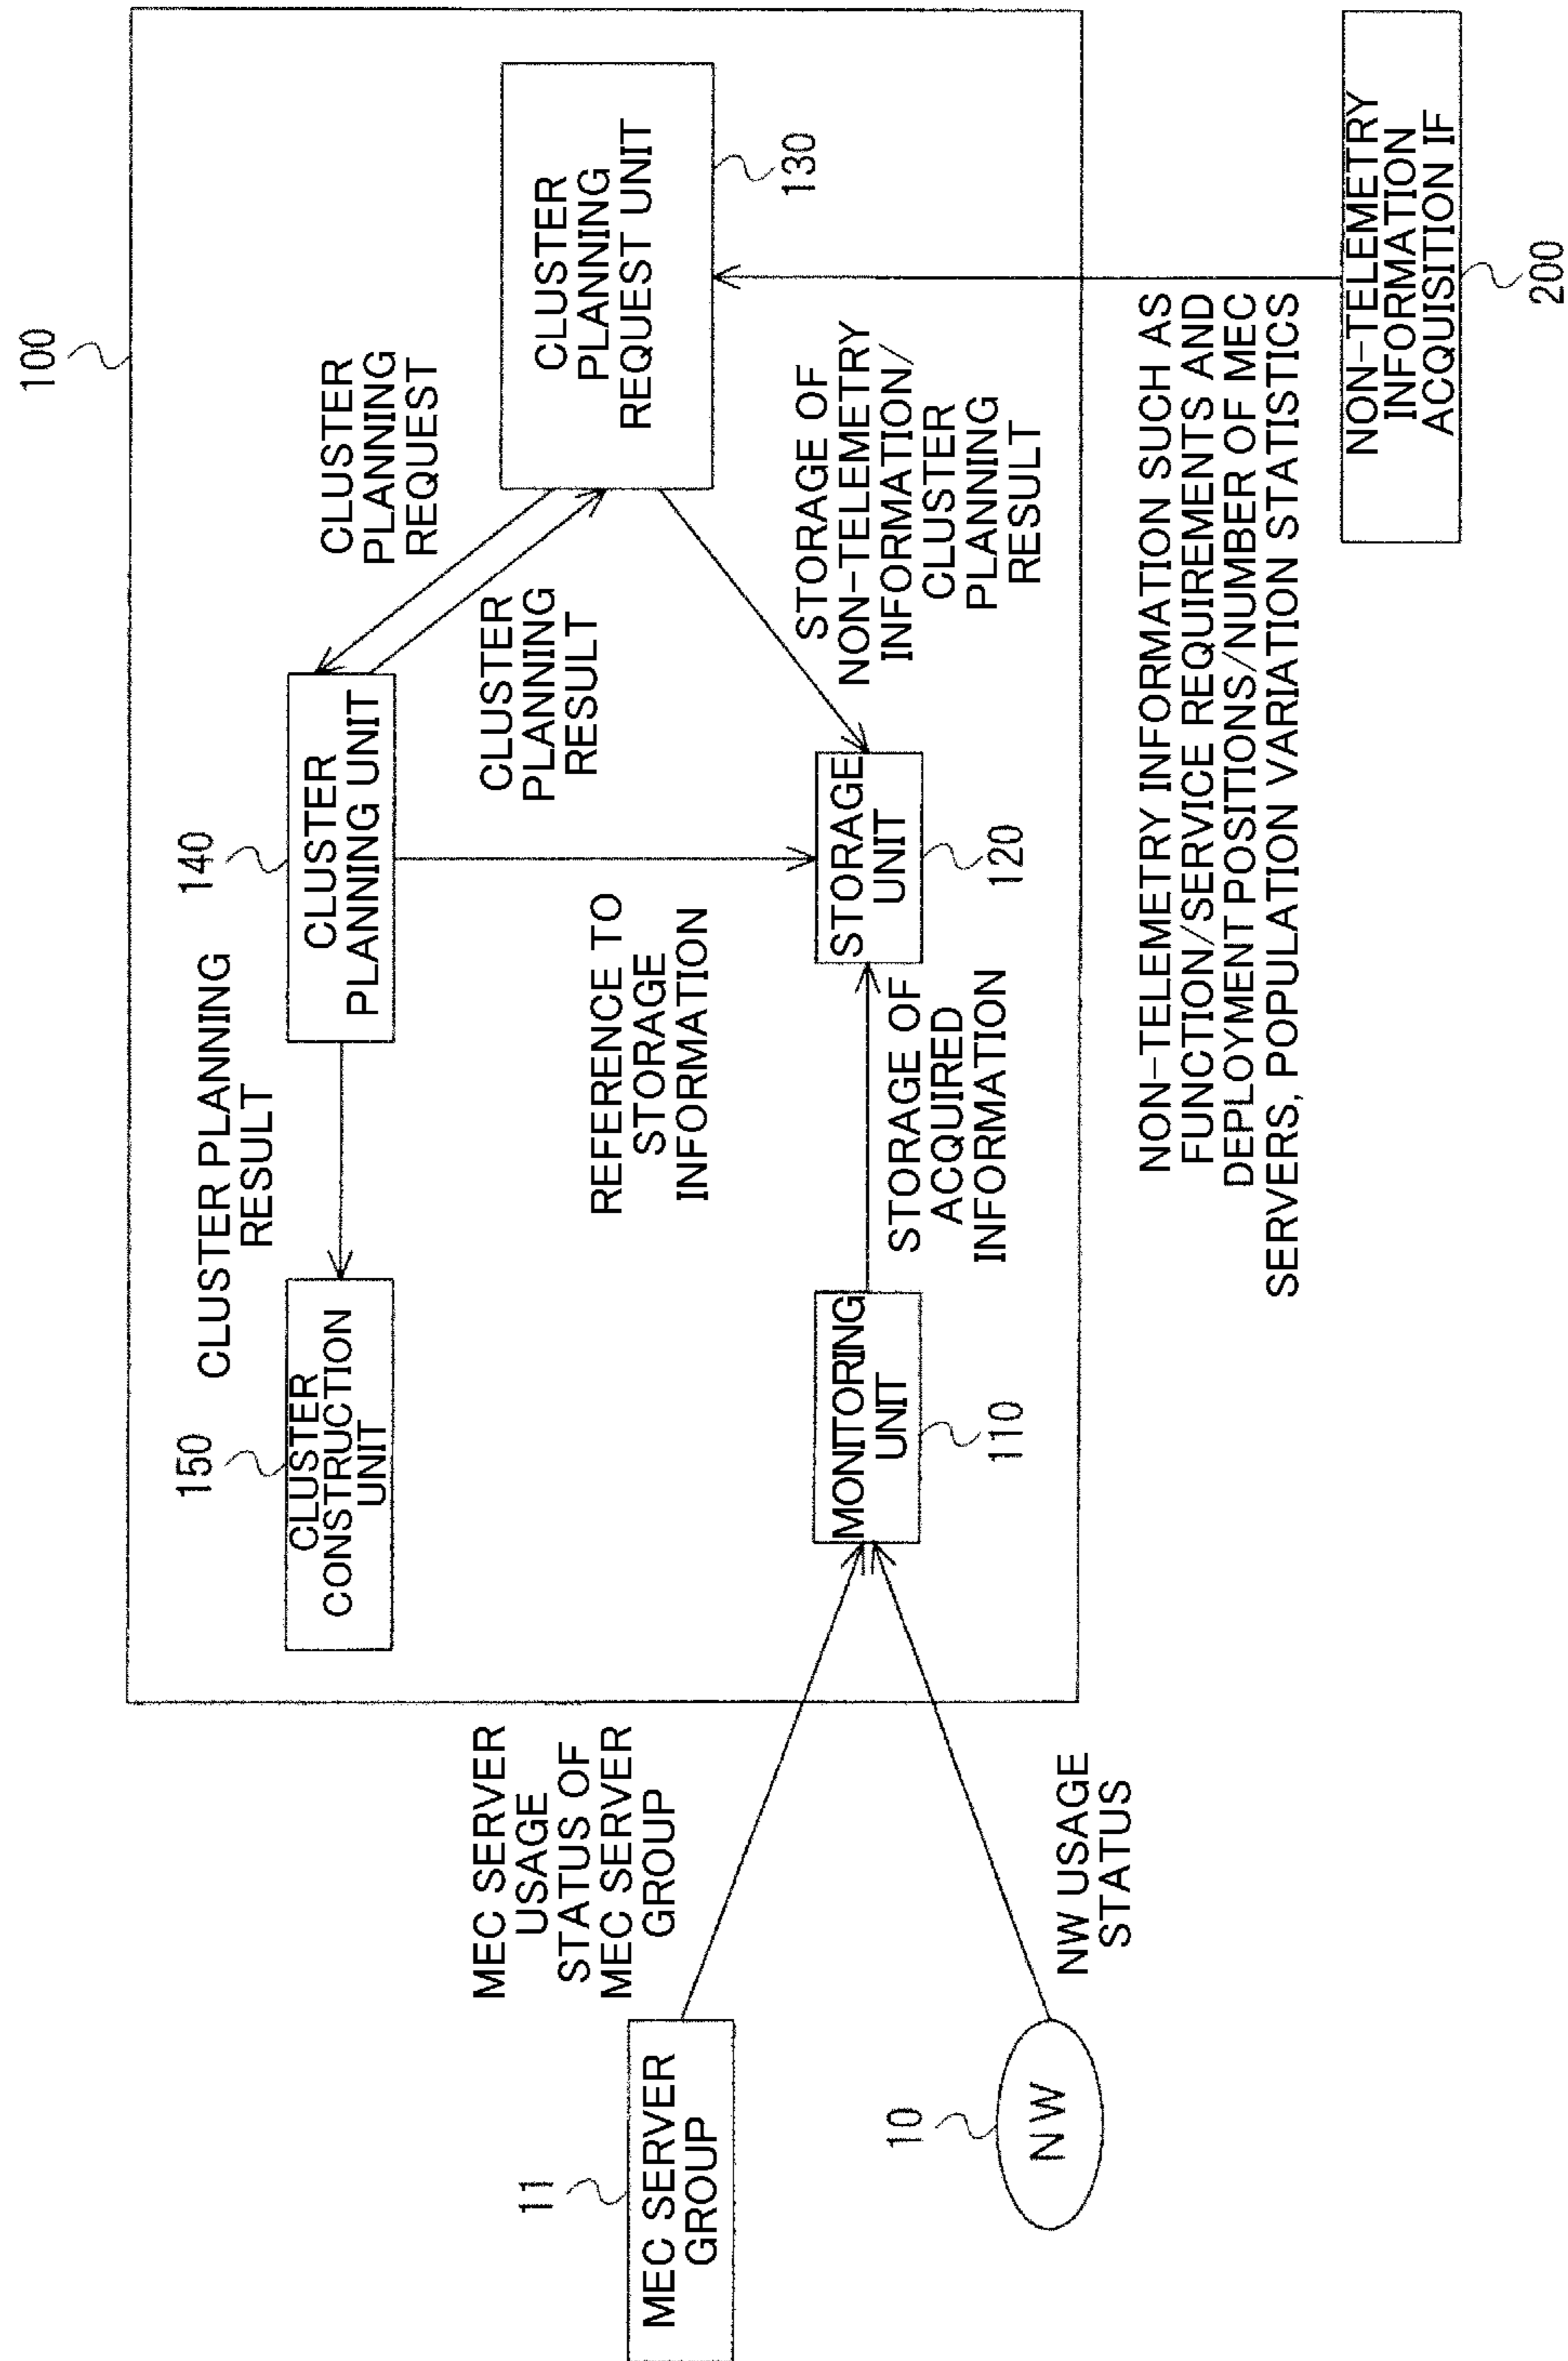 100
150
CLUSTER
CONSTRUCTION
UNIT
CLUSTER PLANNING
RESULT
140
CLUSTER
PLANNING UNIT
CLUSTER
PLANNING
REQUEST
CLUSTER
PLANNING
RESULT
CLUSTER
PLANNING
REQUEST UNIT
130
11
MEC SERVER
GROUP
MEC SERVER
USAGE
STATUS OF
MEC SERVER
GROUP
REFERENCE TO
STORAGE
INFORMATION
STORAGE OF
NON-TELEMETRY
INFORMATION/
CLUSTER
PLANNING
RESULT
MONITORING
UNIT
110
STORAGE OF
ACQUIRED
INFORMATION
STORAGE
UNIT
120
10
NW
NW USAGE
STATUS
NON-TELEMETRY INFORMATION SUCH AS
FUNCTION/SERVICE REQUIREMENTS AND
DEPLOYMENT POSITIONS/NUMBER OF MEC
SERVERS, POPULATION VARIATION STATISTICS
NON-TELEMETRY
INFORMATION
ACQUISITION IF
200